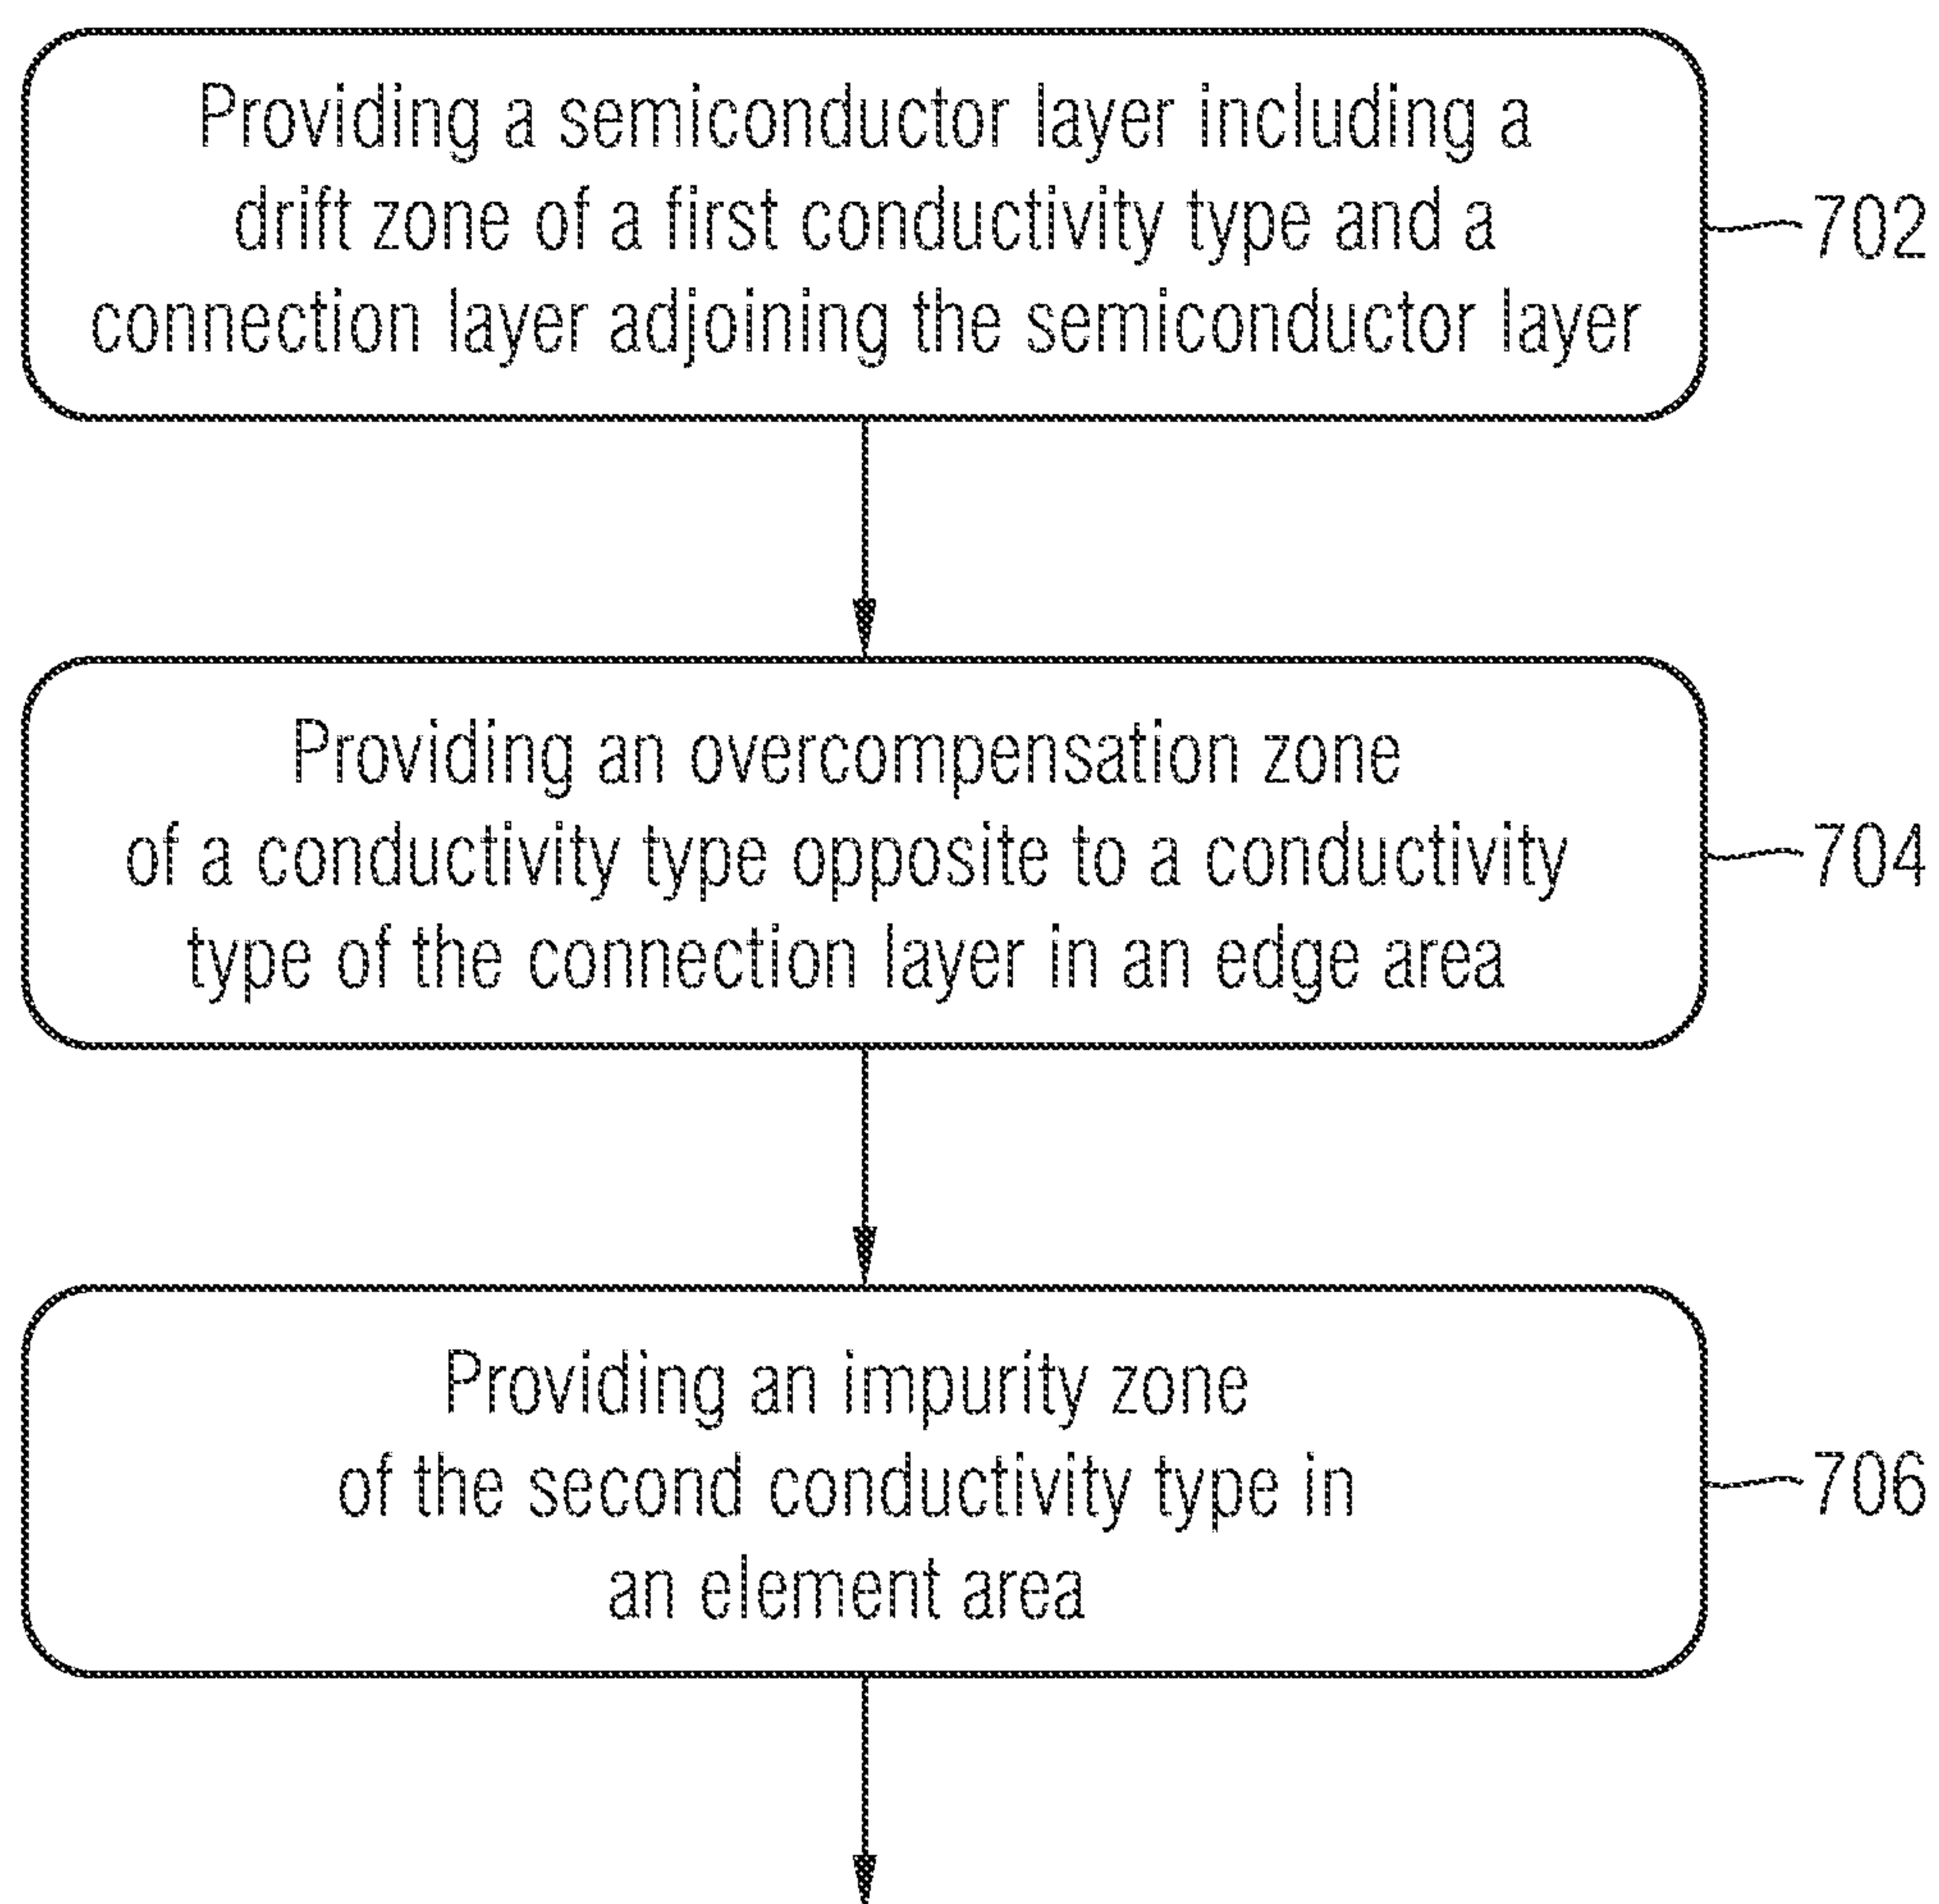 Providing a semiconductor layer including a
drift zone of a first conductivity type and a
connection layer adjoining the semiconductor layer
702
Providing an overcompensation zone
of a conductivity type opposite to a conductivity
type of the connection layer in an edge area
704
Providing an impurity zone
of the second conductivity type in
an element area
706